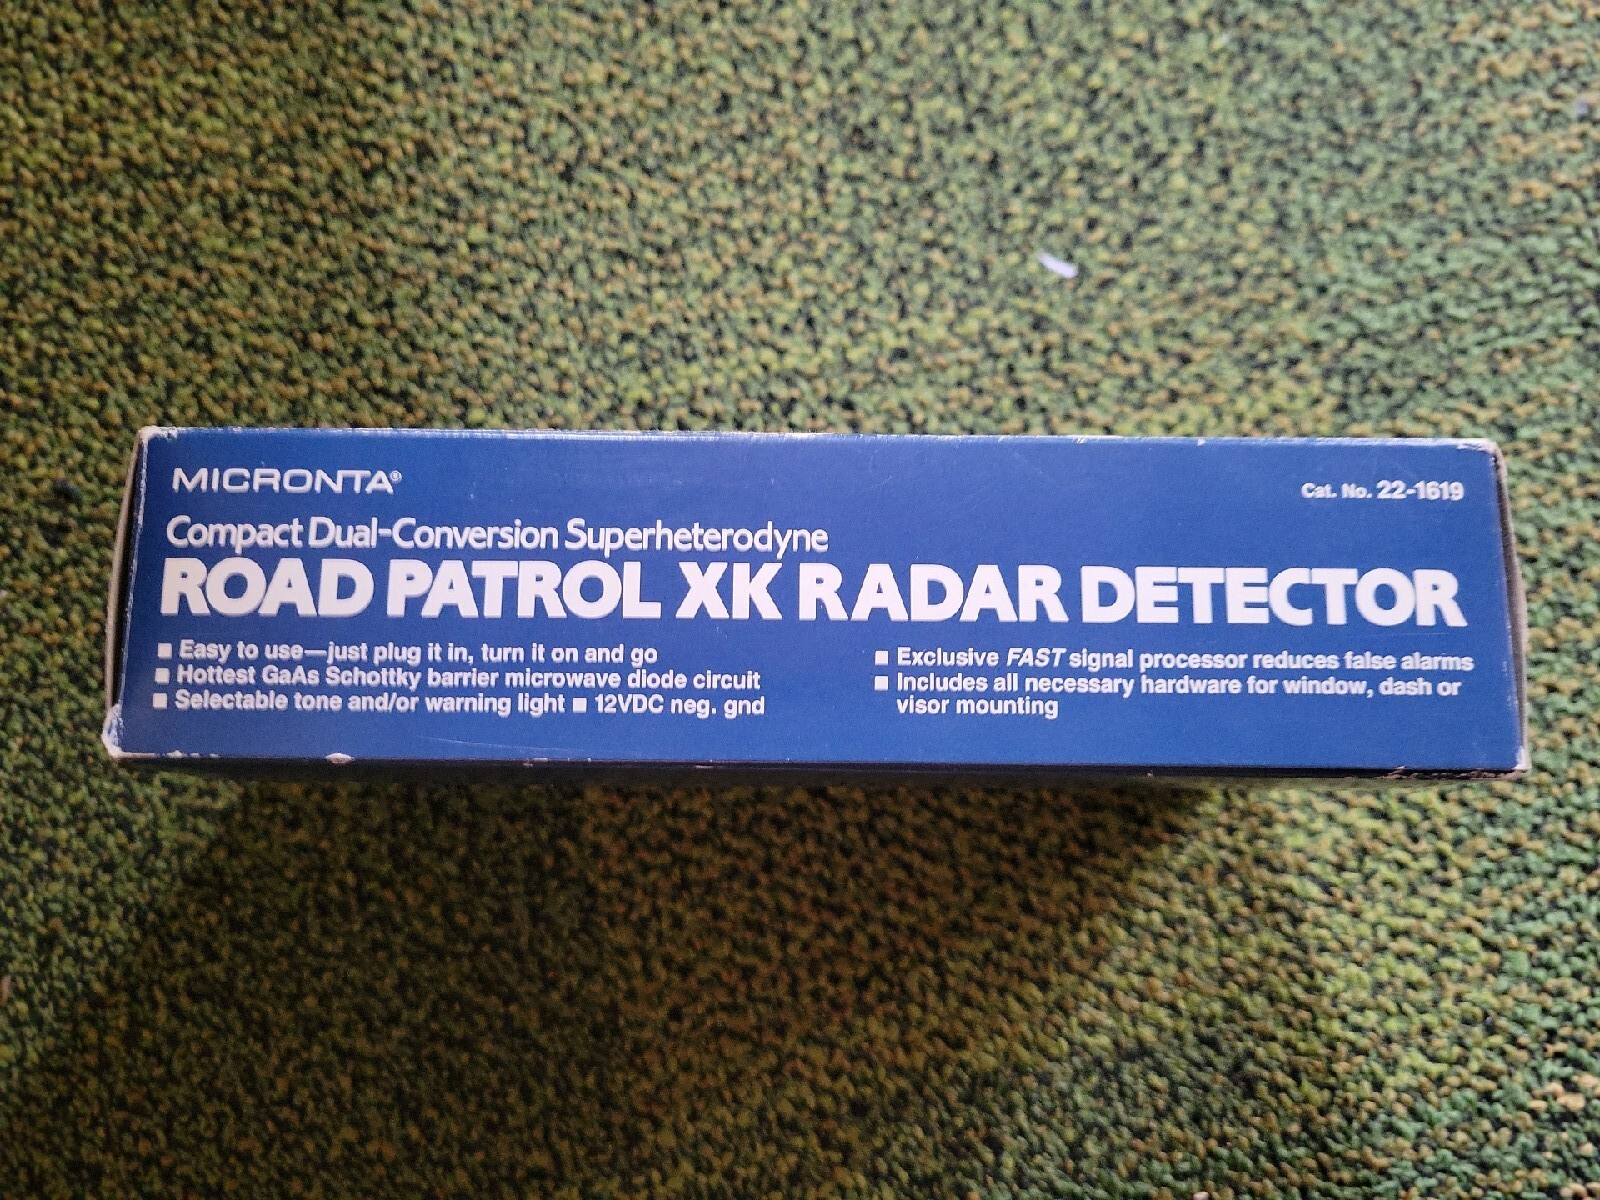 MICRONTA®
Cat. No. 22-1619
Compact Dual-Conversion Superheterodyne
ROAD PATROL XK RADAR DETECTOR
■ Easy to use—just plug it in, turn it on and go
■ Hottest GaAs Schottky barrier microwave diode circuit
■ Selectable tone and/or warning light ■ 12VDC neg. gnd
■ Exclusive FAST signal processor reduces false alarms
■ Includes all necessary hardware for window, dash or
visor mounting